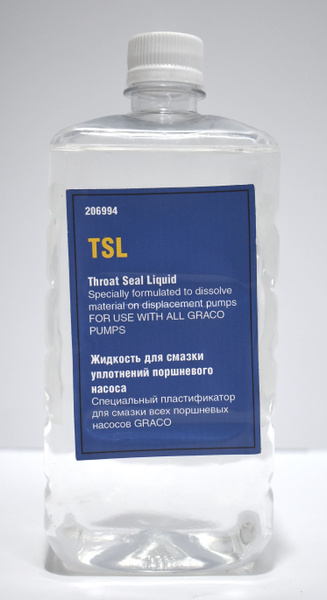 206994
TSL
Throat Seal Liquid
Specially formulated to dissolve
material on displacement pumps
FOR USE WITH ALL GRACO
PUMPS
Жидкость для смазки
уплотнений поршневого
насоса
Специальный пластификатор
для смазки всех поршневых
насосов GRACO